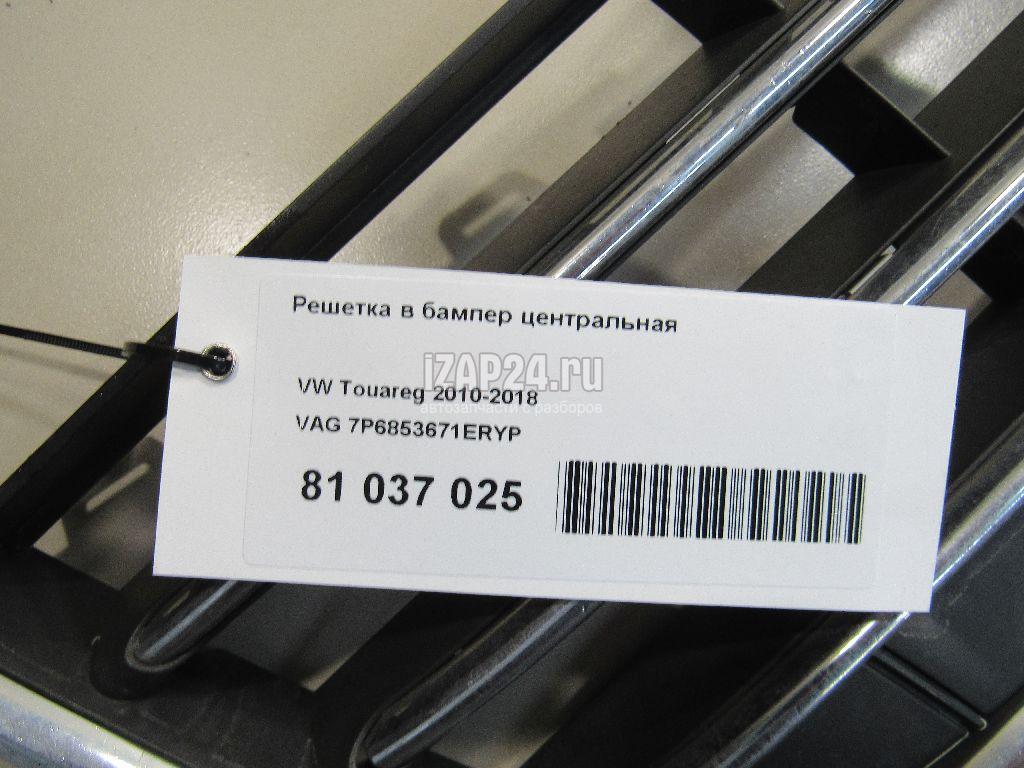 Решетка в бампер центральная
iZAP24.ru
VW Touareg 2010-2018
автозапчасти с разборов
VAG 7P6853671ERYP
81 037 025